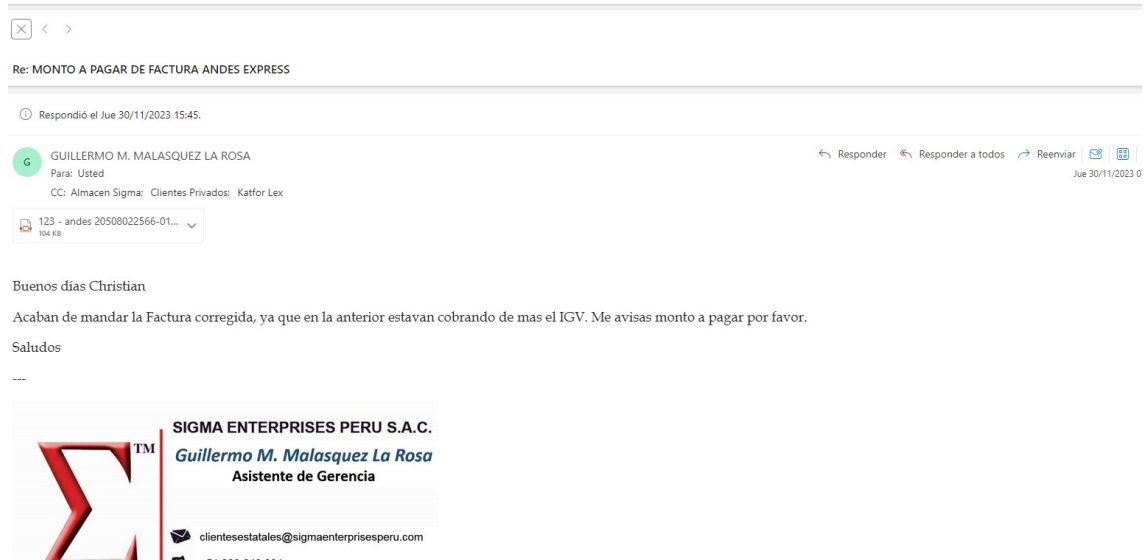 Re: MONTO A PAGAR DE FACTURA ANDES EXPRESS
Respondió el Jue 30/11/2023 15:45.
G
GUILLERMO M. MALASQUEZ LA ROSA
Responder Responder a todos Reenviar
Para: Usted
Jue 30/11/2023 0
CC: Almacen Sigma; Clientes Privados; Katfor Lex
123 - andes 20508022566-01...
104 KB
Buenos días Christian
Acaban de mandar la Factura corregida, ya que en la anterior estavan cobrando de mas el IGV. Me avisas monto a pagar por favor.
Saludos
---
SIGMA ENTERPRISES PERU S.A.C.
TM
Guillermo M. Malasquez La Rosa
Asistente de Gerencia
clientesestatales@sigmaenterprisesperu.com